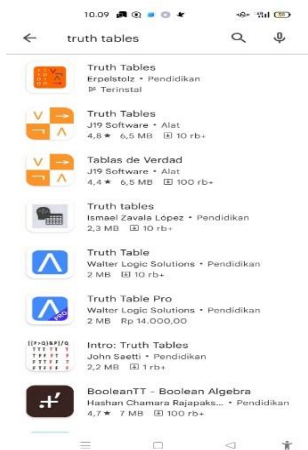 10.09
truth tables
Truth Tables
Erpelstolz • Pendidikan
Terinstal
Truth Tables
J19 Software • Alat
4,8★ 6,5 MB 10 rb+
Tablas de Verdad
J19 Software • Alat
4,4★ 6,5 MB 100 rb+
Truth tables
Ismael Zavala López • Pendidikan
2,3 MB 10 rb+
Truth Table
Walter Logic Solutions • Pendidikan
2 MB 10 rb+
PRO
Truth Table Pro
Walter Logic Solutions • Pendidikan
2 MB Rp 14.000,00
Intro: Truth Tables
John Saetti • Pendidikan
2,2 MB 1 rb+
BooleanTT - Boolean Algebra
Hashan Chamara Rajapaks... • Pendidikan
4,7★ 7 MB 100 rb+